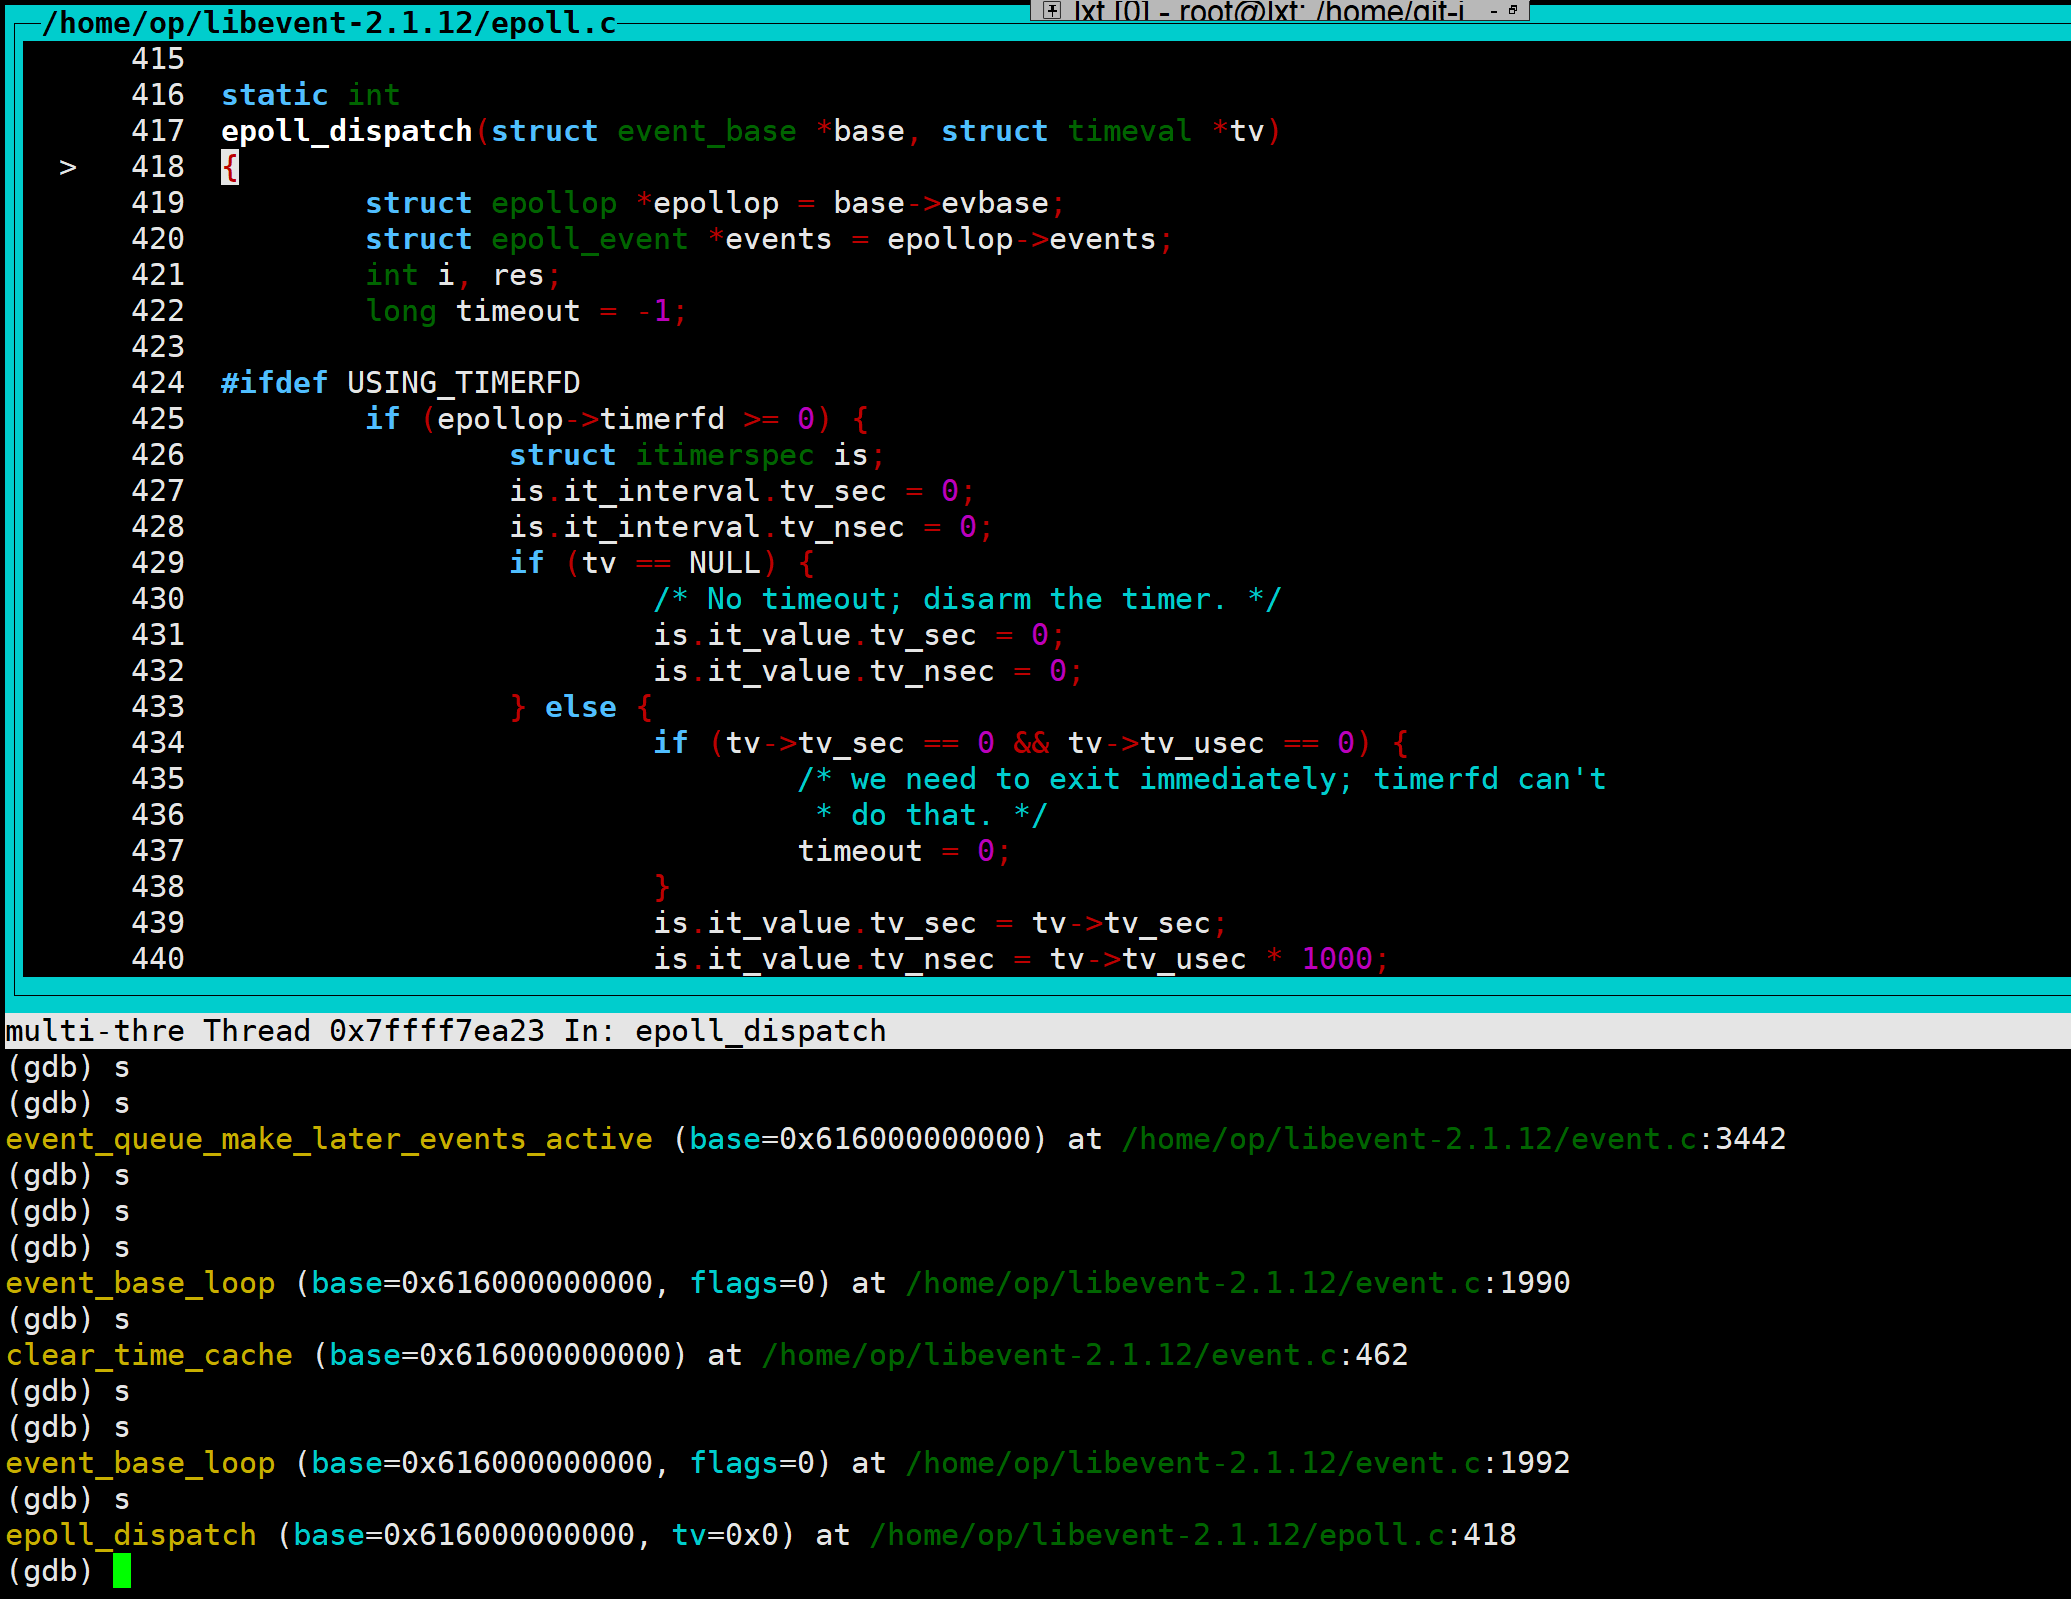 lxt [0] - root@lxt: /home/git-i
/home/op/libevent-2.1.12/epoll.c
415
416  static int
417  epoll_dispatch(struct event_base *base, struct timeval *tv)
>   418  {
419          struct epollop *epollop = base->evbase;
420          struct epoll_event *events = epollop->events;
421          int i, res;
422          long timeout = -1;
423
424  #ifdef USING_TIMERFD
425          if (epollop->timerfd >= 0) {
426                  struct itimerspec is;
427                  is.it_interval.tv_sec = 0;
428                  is.it_interval.tv_nsec = 0;
429                  if (tv == NULL) {
430                          /* No timeout; disarm the timer. */
431                          is.it_value.tv_sec = 0;
432                          is.it_value.tv_nsec = 0;
433                  } else {
434                          if (tv->tv_sec == 0 && tv->tv_usec == 0) {
435                                  /* we need to exit immediately; timerfd can't
436                                   * do that. */
437                                  timeout = 0;
438                          }
439                          is.it_value.tv_sec = tv->tv_sec;
440                          is.it_value.tv_nsec = tv->tv_usec * 1000;
multi-thre Thread 0x7ffff7ea23 In: epoll_dispatch
(gdb) s
(gdb) s
event_queue_make_later_events_active (base=0x616000000000) at /home/op/libevent-2.1.12/event.c:3442
(gdb) s
(gdb) s
(gdb) s
event_base_loop (base=0x616000000000, flags=0) at /home/op/libevent-2.1.12/event.c:1990
(gdb) s
clear_time_cache (base=0x616000000000) at /home/op/libevent-2.1.12/event.c:462
(gdb) s
(gdb) s
event_base_loop (base=0x616000000000, flags=0) at /home/op/libevent-2.1.12/event.c:1992
(gdb) s
epoll_dispatch (base=0x616000000000, tv=0x0) at /home/op/libevent-2.1.12/epoll.c:418
(gdb)